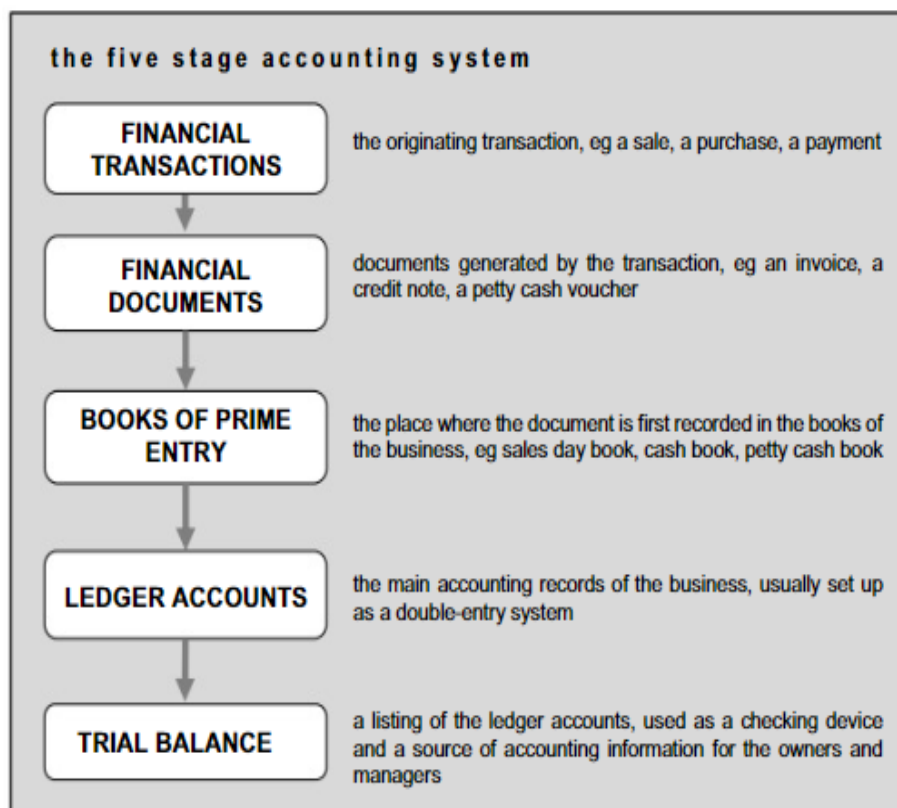 the five stage accounting system
FINANCIAL
TRANSACTIONS
the originating transaction, eg a sale, a purchase, a payment
FINANCIAL
DOCUMENTS
documents generated by the transaction, eg an invoice, a
credit note, a petty cash voucher
BOOKS OF PRIME
ENTRY
the place where the document is first recorded in the books of
the business, eg sales day book, cash book, petty cash book
LEDGER ACCOUNTS
the main accounting records of the business, usually set up
as a double-entry system
TRIAL BALANCE
a listing of the ledger accounts, used as a checking device
and a source of accounting information for the owners and
managers